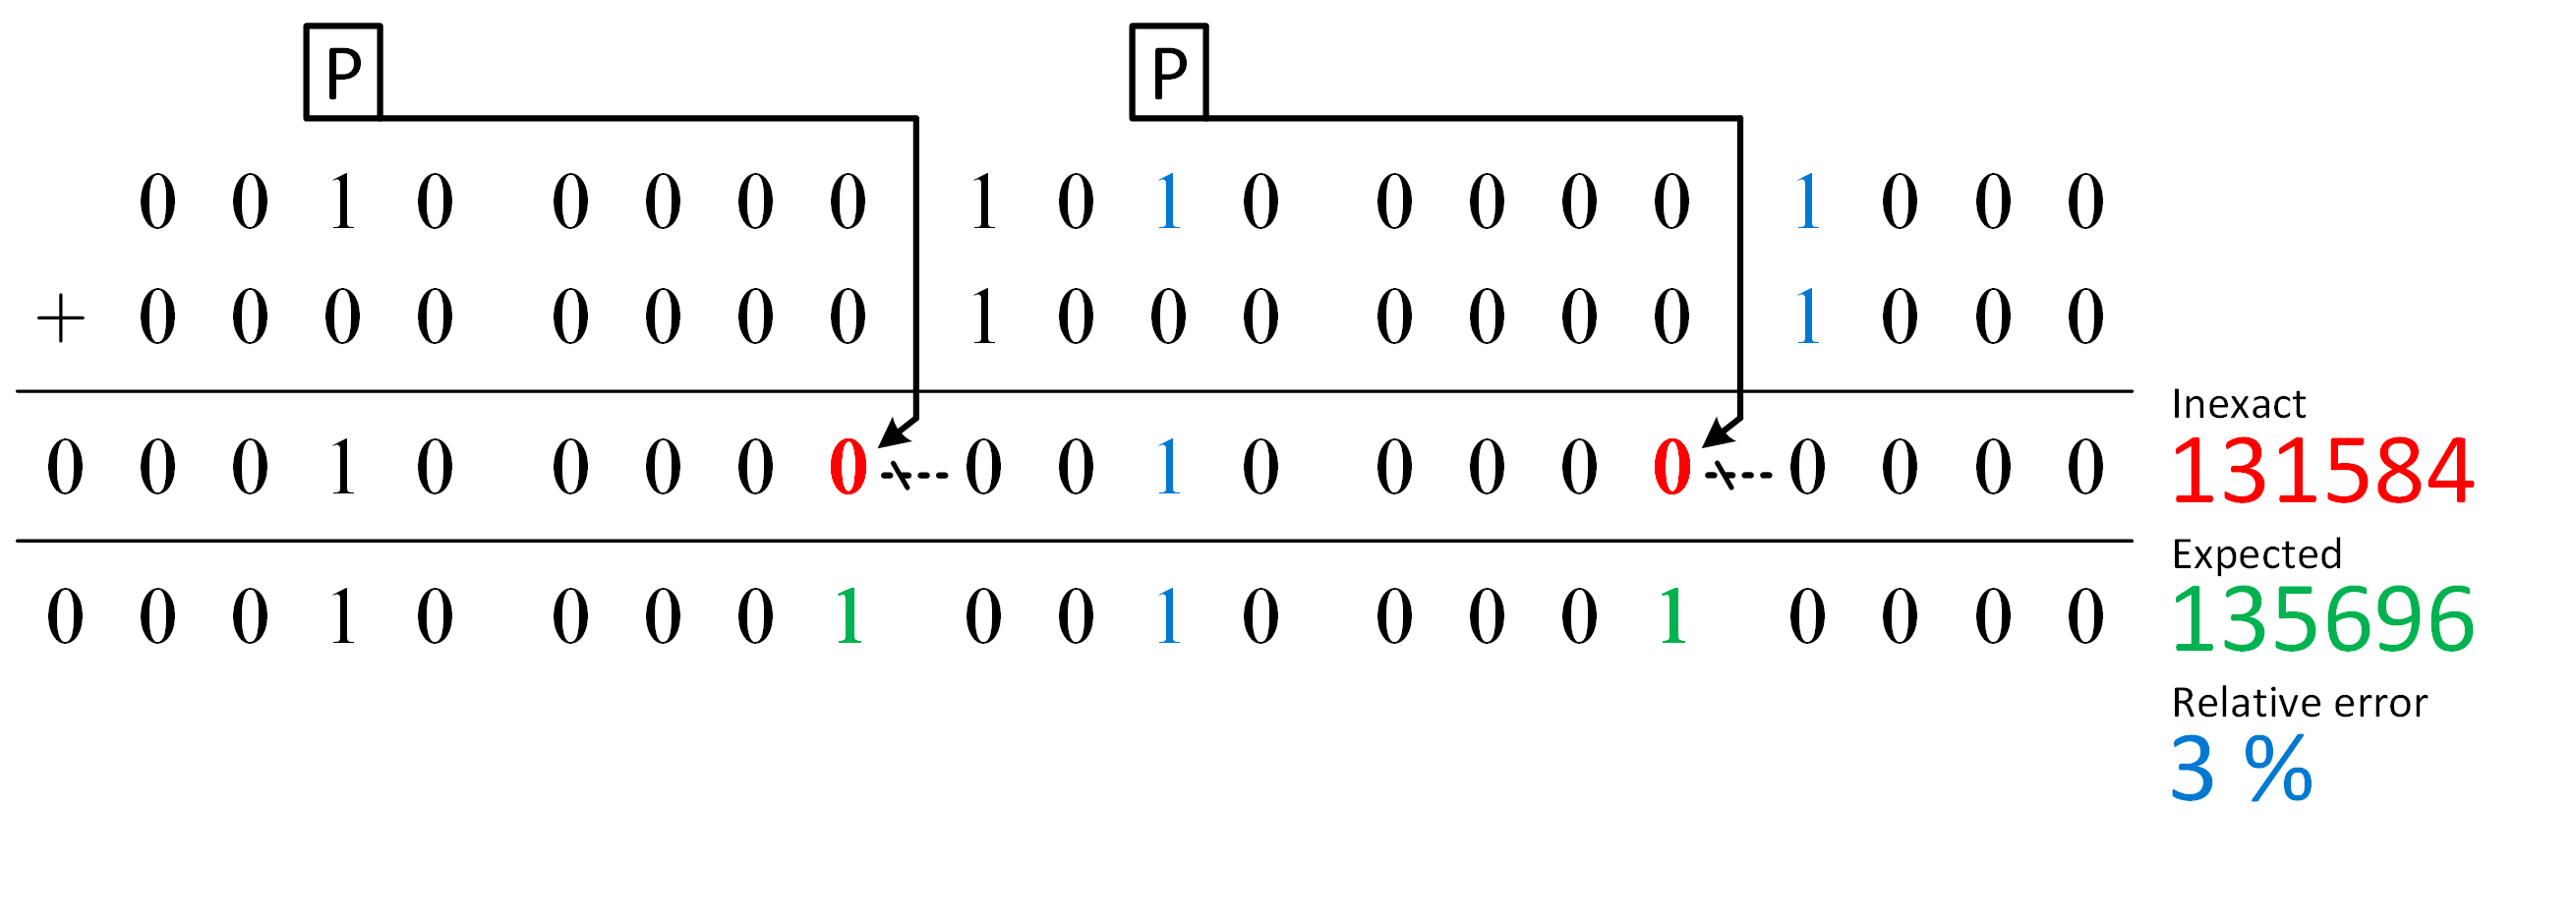 P P
0 0 1 0 0 0 0 0 1 0 1 0 0 0 0 0 1 0 0 0
+ 0 0 0 0 0 0 0 0 1 0 0 0 0 0 0 0 1 0 0 0
Inexact
0 0 0 1 0 0 0 0 0 0 0 1 0 0 0 0 0 0 0 0 0 131584
Expected
0 0 0 1 0 0 0 0 1 0 0 1 0 0 0 0 1 0 0 0 0 135696
Relative error
3 %